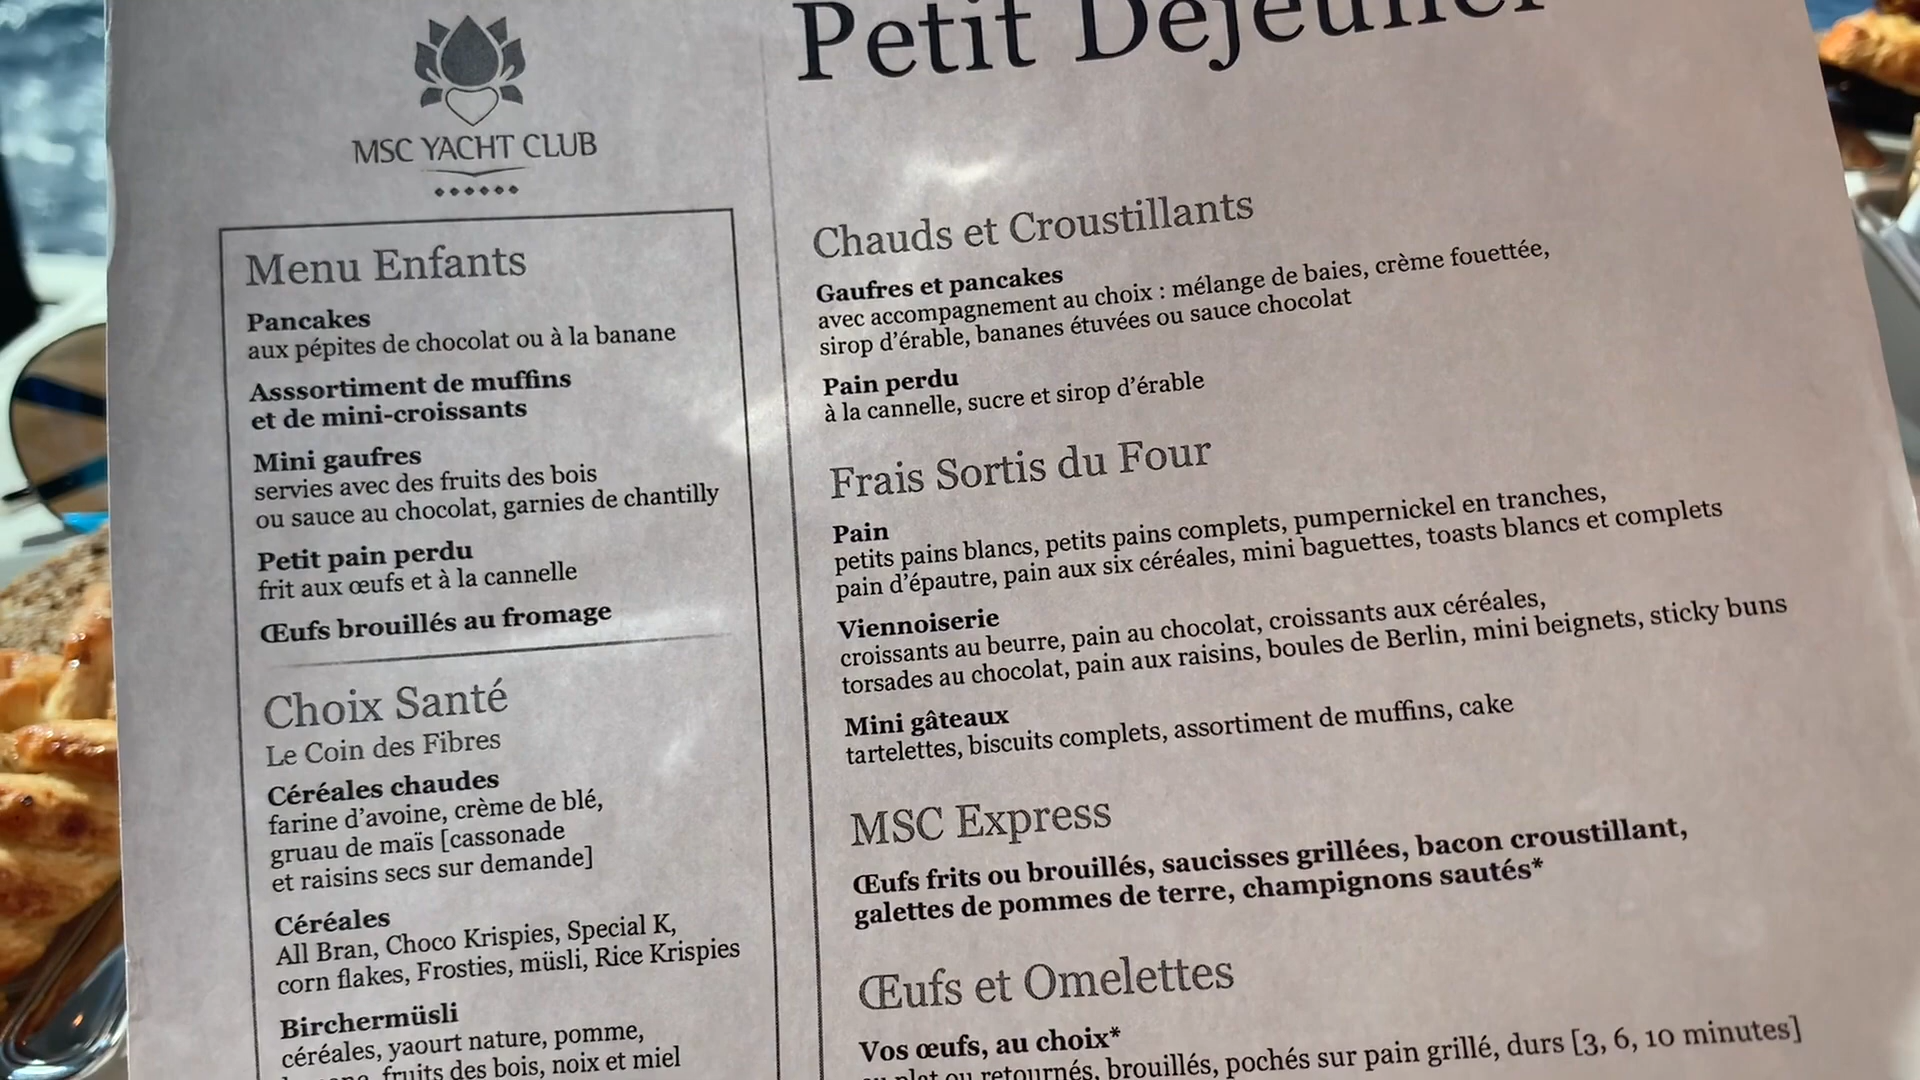 MSC YACHT CLUB
Petit Déjeuner
Menu Enfants
Pancakes
aux pépites de chocolat ou à la banane
Asssortiment de muffins
et de mini-croissants
Mini gaufres
servies avec des fruits des bois
ou sauce au chocolat, garnies de chantilly
Petit pain perdu
frit aux œufs et à la cannelle
Œufs brouillés au fromage
Choix Santé
Le Coin des Fibres
Céréales chaudes
farine d'avoine, crème de blé,
gruau de maïs [cassonade
et raisins secs sur demande]
Céréales
All Bran, Choco Krispies, Special K,
corn flakes, Frosties, müsli, Rice Krispies
Birchermüsli
céréales, yaourt nature, pomme,
fruits des bois, noix et miel
Chauds et Croustillants
Gaufres et pancakes
avec accompagnement au choix : mélange de baies, crème fouettée,
sirop d'érable, bananes étuvées ou sauce chocolat
Pain perdu
à la cannelle, sucre et sirop d'érable
Frais Sortis du Four
Pain
petits pains blancs, petits pains complets, pumpernickel en tranches,
pain d'épautre, pain aux six céréales, mini baguettes, toasts blancs et complets
Viennoiserie
croissants au beurre, pain au chocolat, croissants aux céréales,
torsades au chocolat, pain aux raisins, boules de Berlin, mini beignets, sticky buns
Mini gâteaux
tartelettes, biscuits complets, assortiment de muffins, cake
MSC Express
Œufs frits ou brouillés, saucisses grillées, bacon croustillant,
galettes de pommes de terre, champignons sautés*
Œufs et Omelettes
Vos œufs, au choix*
plat ou retournés, brouillés, pochés sur pain grillé, durs [3, 6, 10 minutes]